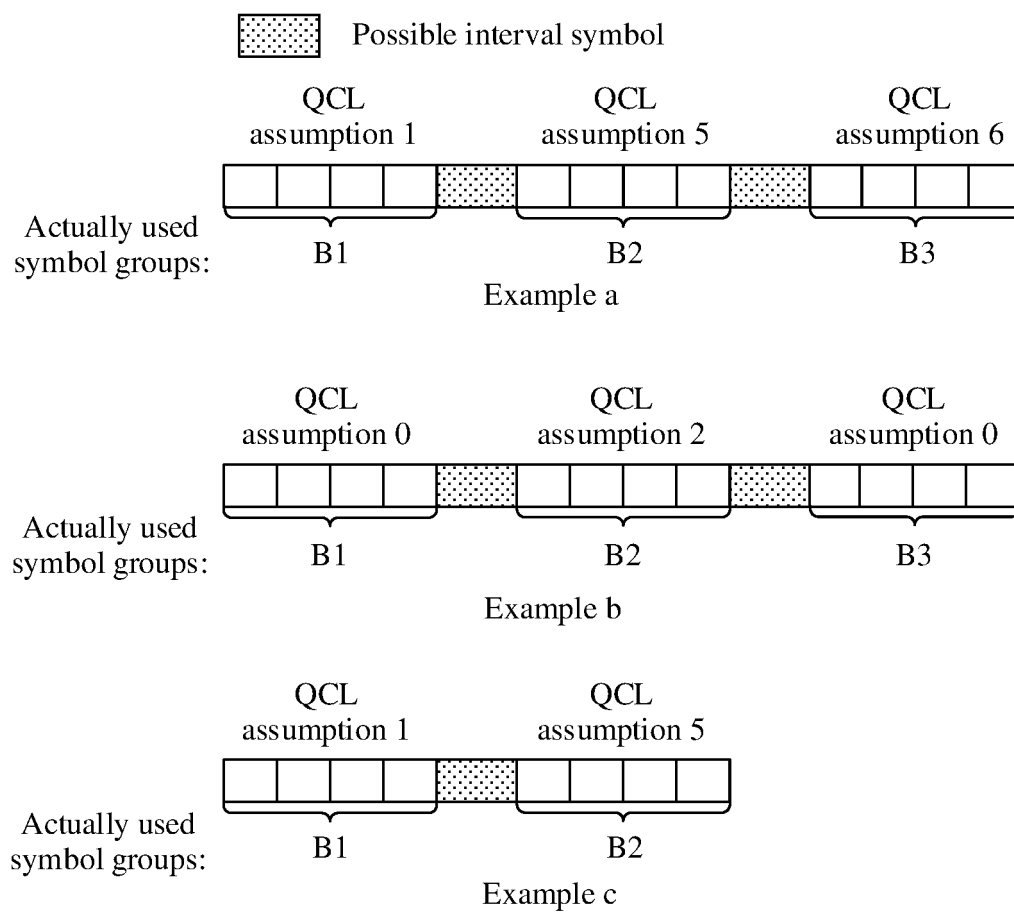 Possible interval symbol
QCL assumption 1
QCL assumption 5
QCL assumption 6
Actually used symbol groups:
B1 B2 B3
Example a
QCL assumption 0
QCL assumption 2
QCL assumption 0
Actually used symbol groups:
B1 B2 B3
Example b
QCL assumption 1
QCL assumption 5
Actually used symbol groups:
B1 B2
Example c